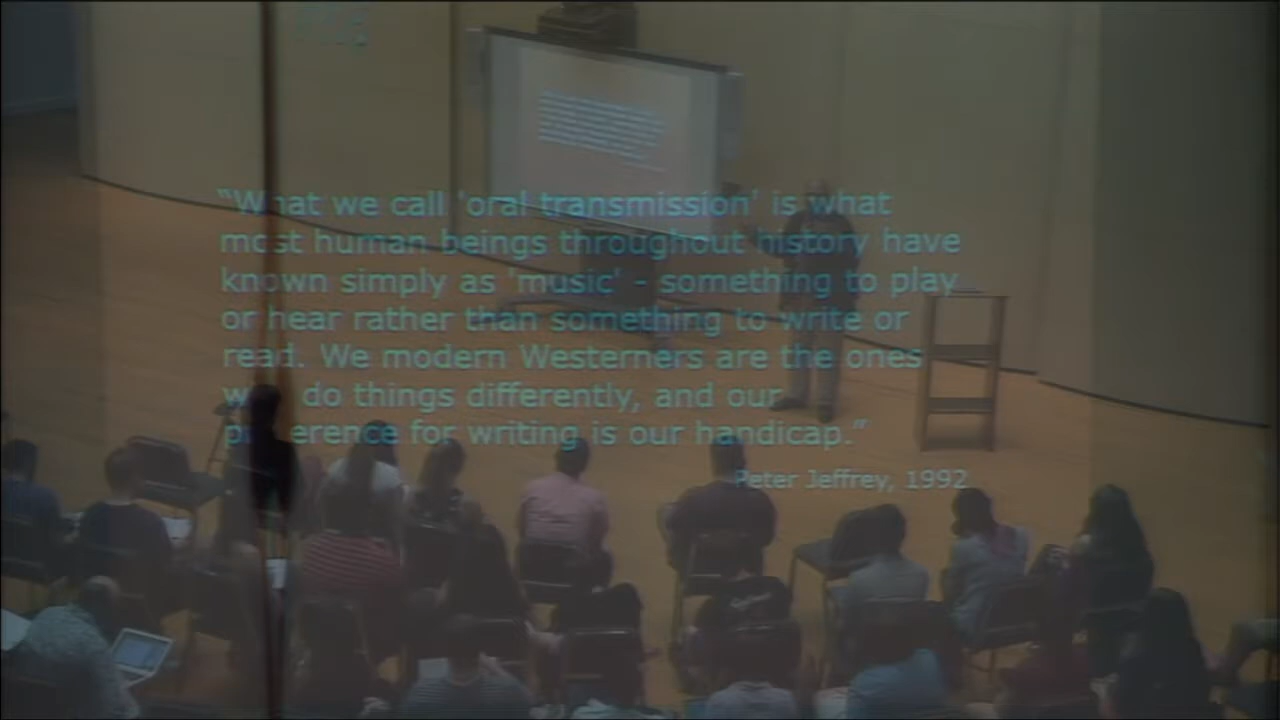 “What we call 'oral transmission' is what
most human beings throughout history have
known simply as 'music' - something to play
or hear rather than something to write or
read. We modern Westerners are the ones
do things differently, and our
for writing is our handicap.”
Peter Jeffrey, 1992